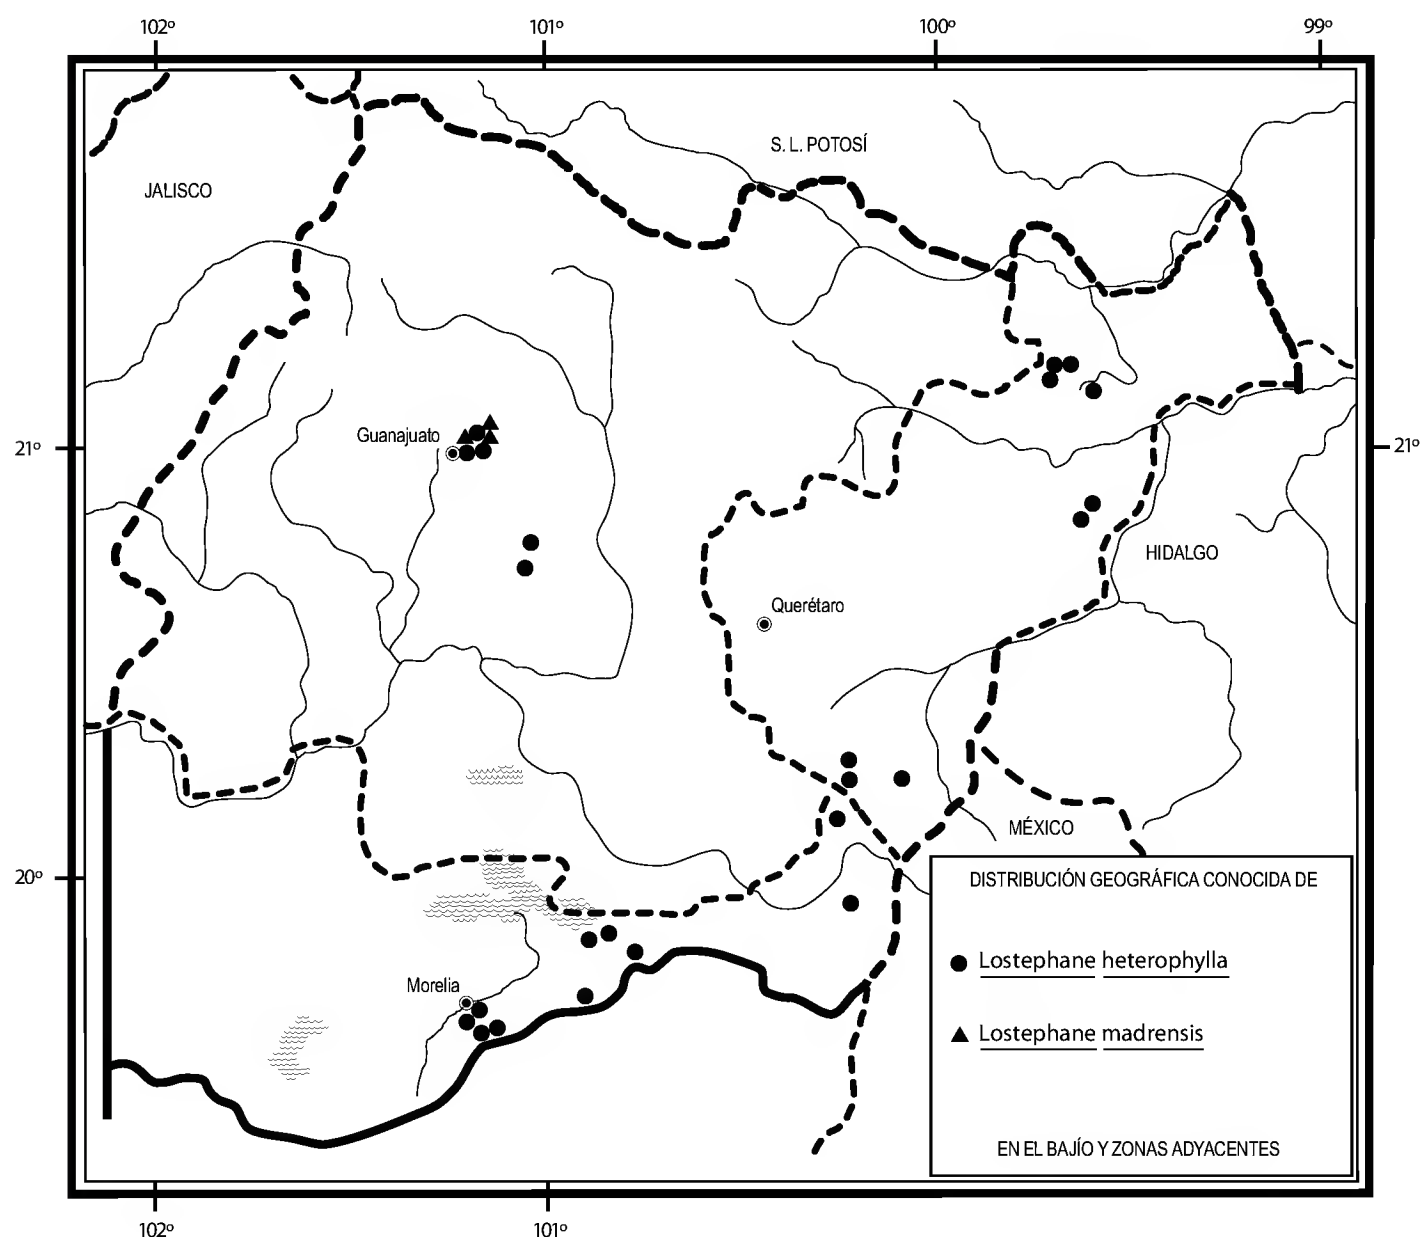 102º 101º 100º 99º
S. L. POTOSÍ
JALISCO
Guanajuato
21º
21º
HIDALGO
Querétaro
MÉXICO
20º
DISTRIBUCIÓN GEOGRÁFICA CONOCIDA DE
Lostephane heterophylla
Morelia
Lostephane madrensis
EN EL BAJÍO Y ZONAS ADYACENTES
102º 101º